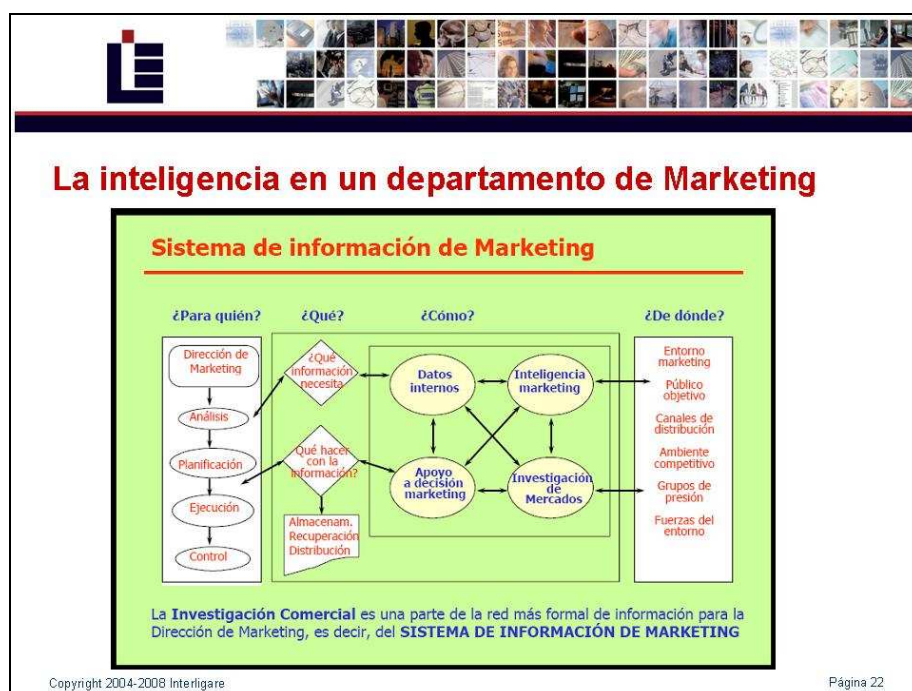 La inteligencia en un departamento de Marketing
Sistema de información de Marketing
¿Para quién?
¿Qué?
¿Cómo?
¿De dónde?
Dirección de
Marketing
Análisis
Planificación
Ejecución
Control
¿Qué
información
necesita
Qué hacer
con la
información?
Almacenam.
Recuperación
Distribución
Datos
internos
Inteligencia
marketing
Apoyo
a decisión
marketing
Investigación
de
Mercados
Entorno
marketing
Público
objetivo
Canales de
distribución
Ambiente
competitivo
Grupos de
presión
Fuerzas del
entorno
La Investigación Comercial es una parte de la red más formal de información para la
Dirección de Marketing, es decir, del SISTEMA DE INFORMACIÓN DE MARKETING
Copyright 2004-2008 Interligare
Página 22